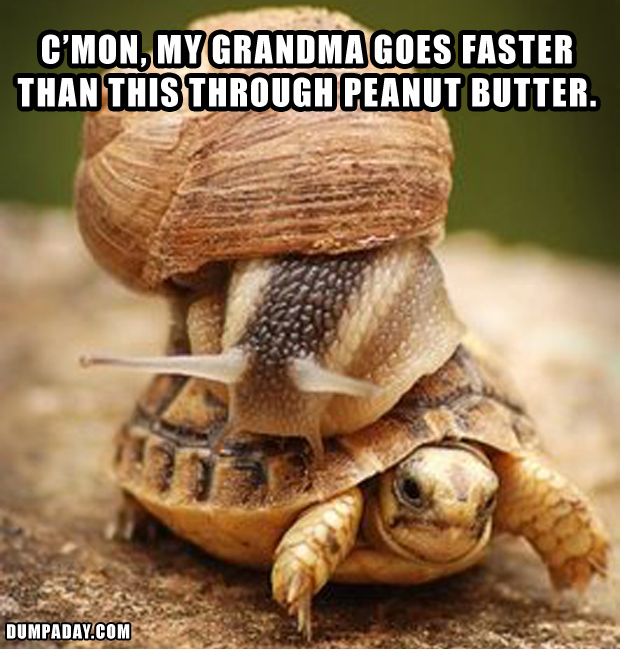 C'MON, MY GRANDMA GOES FASTER
THAN THIS THROUGH PEANUT BUTTER.
DUMPADAY.COM